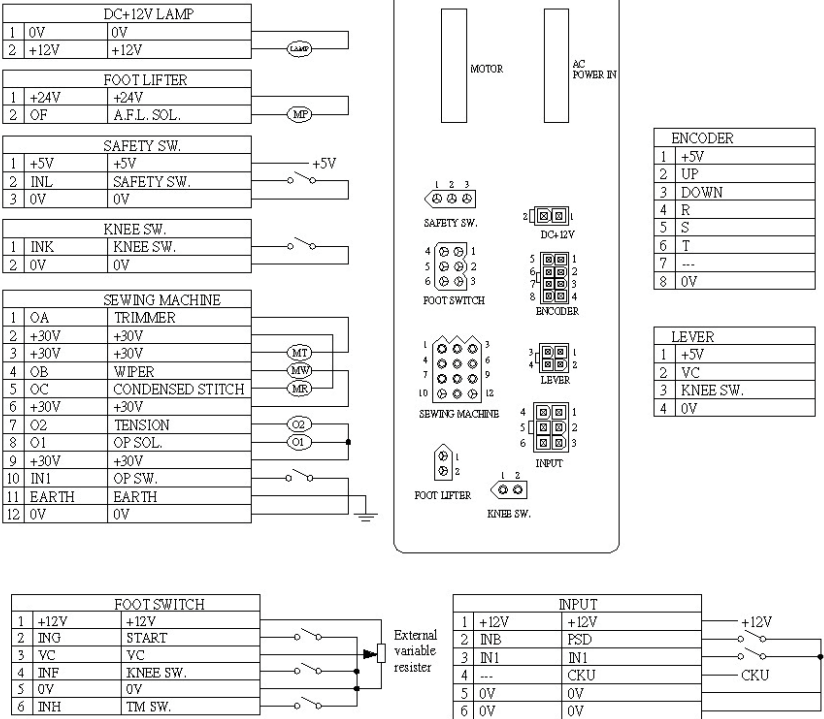 DC+12V LAMP
1 0V 0V
2 +12V +12V
LAMP
FOOT LIFTER
1 +24V +24V
2 OF A.F.L. SOL.
MP
SAFETY SW.
1 +5V +5V
+5V
2 INL SAFETY SW.
3 0V 0V
KNEE SW.
1 INK KNEE SW.
2 0V 0V
SEWING MACHINE
1 OA TRIMMER
2 +30V +30V
3 +30V +30V
MT
4 OB WIPER
MW
5 OC CONDENSED STITCH
MR
6 +30V +30V
7 O2 TENSION
O2
8 O1 OP SOL.
O1
9 +30V +30V
10 IN1 OP SW.
11 EARTH EARTH
12 0V 0V
MOTOR
AC
POWER IN
1 2 3
SAFETY SW.
2 1
DC+12V
4 1
5 2
6 3
FOOT SWITCH
5 1
6 2
7 3
8 4
ENCODER
1 3
4 6
7 9
10 12
SEWING MACHINE
3 1
4 2
LEVER
4 1
5 2
6 3
INPUT
1
2
FOOT LIFTER
1 2
KNEE SW.
ENCODER
1 +5V
2 UP
3 DOWN
4 R
5 S
6 T
7 ---
8 0V
LEVER
1 +5V
2 VC
3 KNEE SW.
4 0V
FOOT SWITCH
1 +12V +12V
2 ING START
3 VC VC
4 INF KNEE SW.
5 0V 0V
6 INH TM SW.
External
variable
resister
INPUT
1 +12V +12V
+12V
2 INB PSD
3 IN1 IN1
4 --- CKU
CKU
5 0V 0V
6 0V 0V